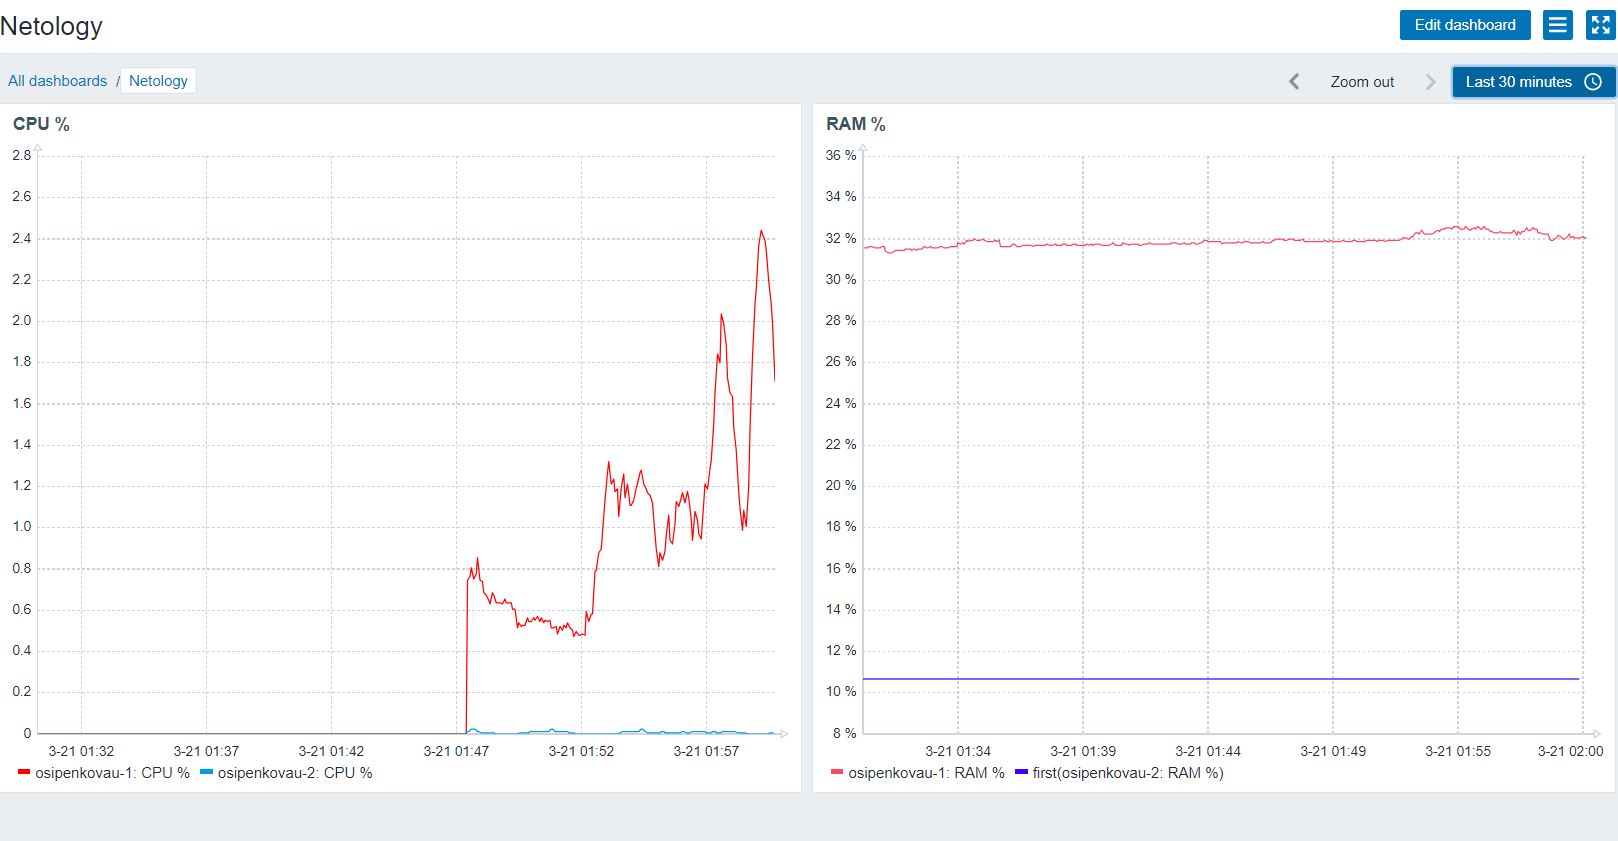 Netology
Edit dashboard
All dashboards / Netology
Zoom out
Last 30 minutes
CPU %
2.8
2.6
2.4
2.2
2.0
1.8
1.6
1.4
1.2
1.0
0.8
0.6
0.4
0.2
0
3-21 01:32 3-21 01:37 3-21 01:42 3-21 01:47 3-21 01:52 3-21 01:57
osipenkovau-1: CPU % osipenkovau-2: CPU %
RAM %
36 %
34 %
32 %
30 %
28 %
26 %
24 %
22 %
20 %
18 %
16 %
14 %
12 %
10 %
8 %
3-21 01:34 3-21 01:39 3-21 01:44 3-21 01:49 3-21 01:55 3-21 02:00
osipenkovau-1: RAM % first(osipenkovau-2: RAM %)